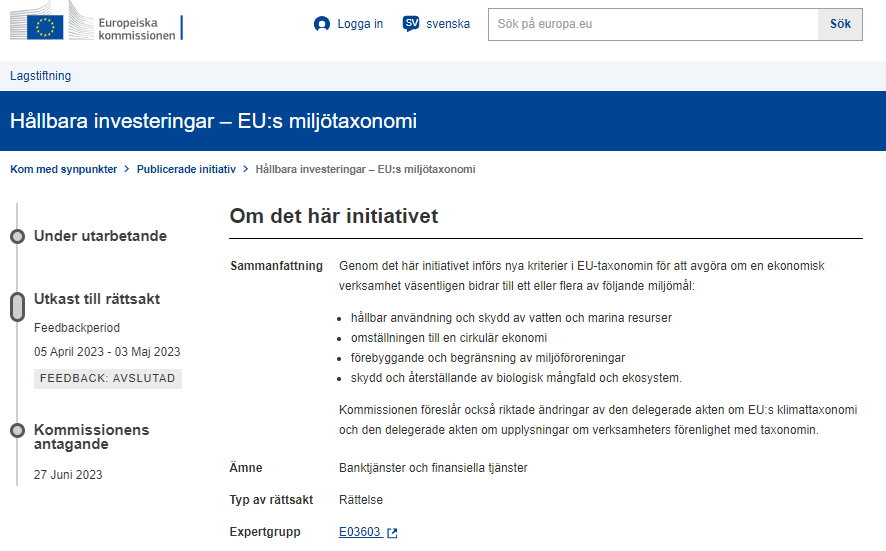 Europeiska
kommissionen
Logga in
SV svenska
Sök på europa.eu
Sök
Lagstiftning
Hållbara investeringar – EU:s miljötaxonomi
Kom med synpunkter > Publicerade initiativ > Hållbara investeringar – EU:s miljötaxonomi
Under utarbetande
Utkast till rättsakt
Feedbackperiod
05 April 2023 - 03 Maj 2023
FEEDBACK: AVSLUTAD
Kommissionens
antagande
27 Juni 2023
Om det här initiativet
Sammanfattning
Genom det här initiativet införs nya kriterier i EU-taxonomin för att avgöra om en ekonomisk
verksamhet väsentligen bidrar till ett eller flera av följande miljömål:
• hållbar användning och skydd av vatten och marina resurser
• omställningen till en cirkulär ekonomi
• förebyggande och begränsning av miljöföroreningar
• skydd och återställande av biologisk mångfald och ekosystem.
Kommissionen föreslår också riktade ändringar av den delegerade akten om EU:s klimattaxonomi
och den delegerade akten om upplysningar om verksamheters förenlighet med taxonomin.
Ämne
Banktjänster och finansiella tjänster
Typ av rättsakt
Rättelse
Expertgrupp
E03603